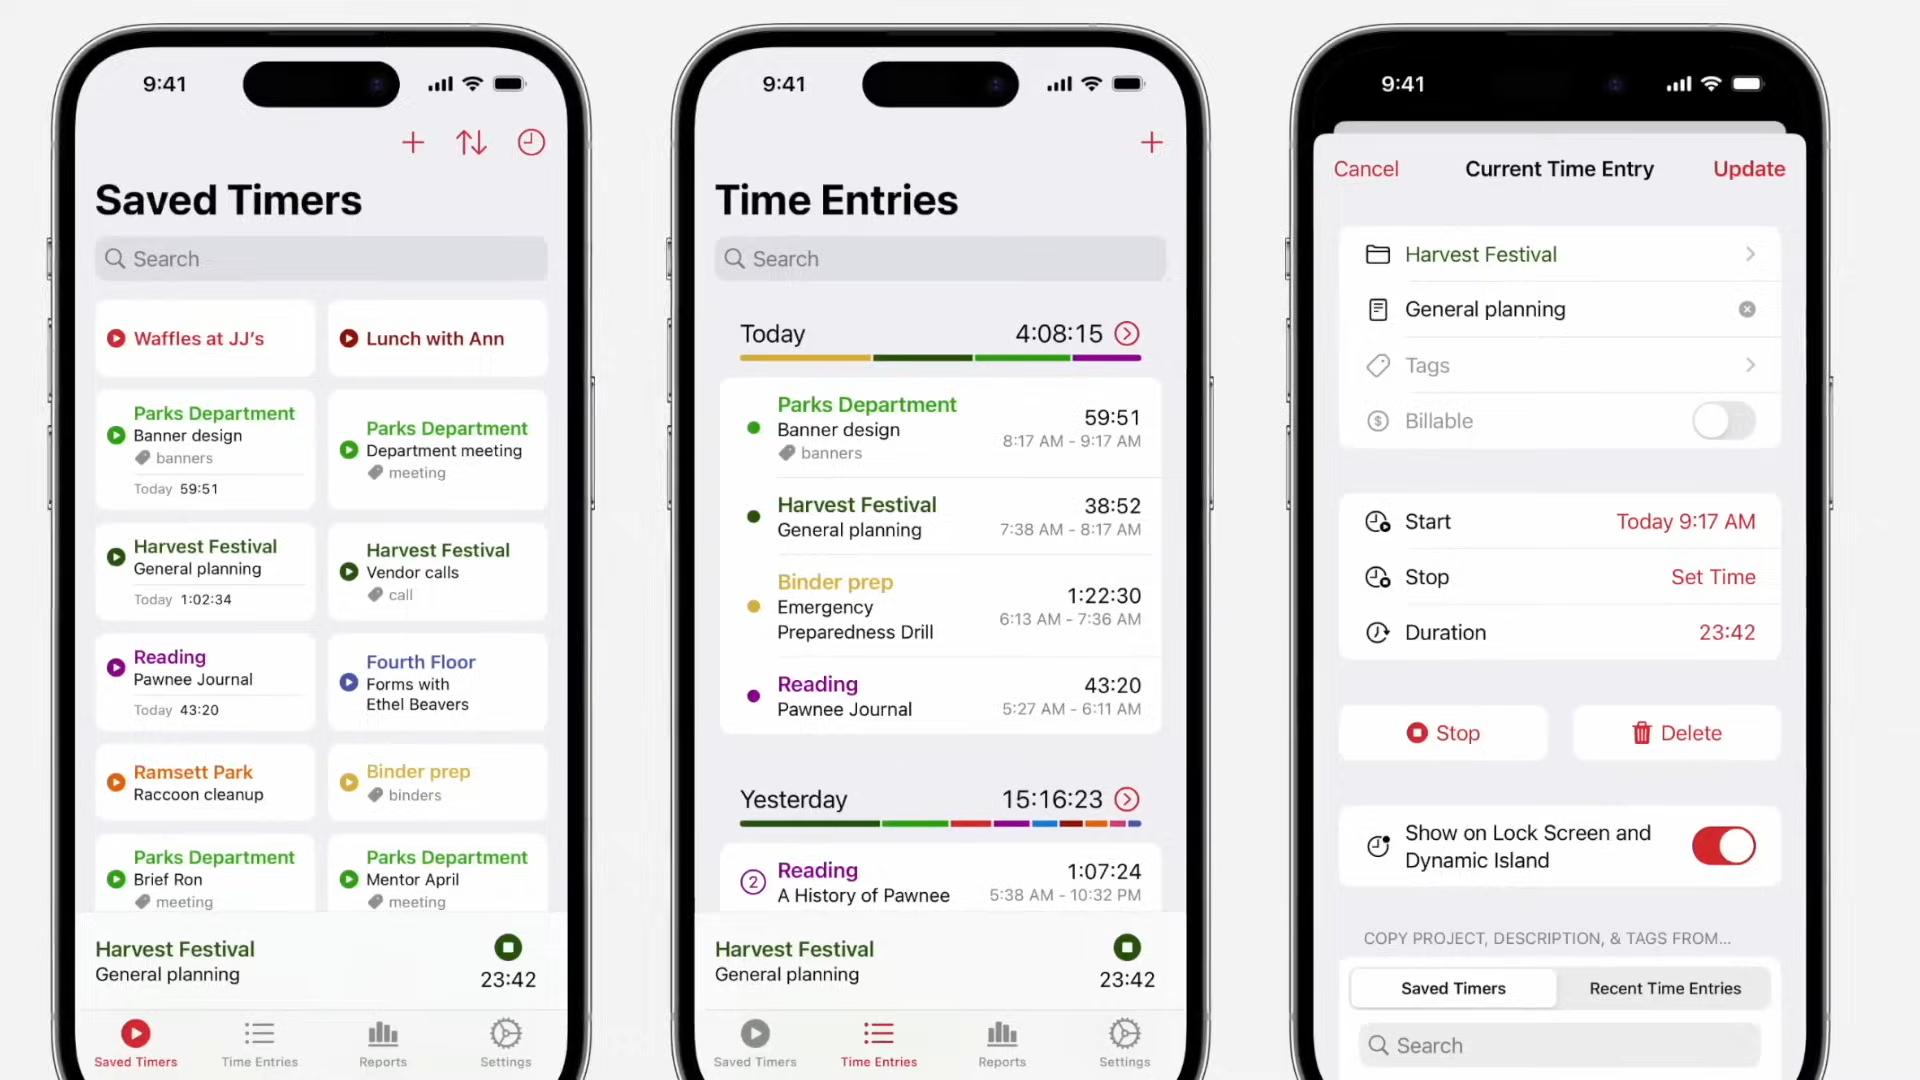 9:41
Saved Timers
Search
Waffles at JJ's
Lunch with Ann
Parks Department
Banner design
banners
Today 59:51
Parks Department
Department meeting
meeting
Harvest Festival
General planning
Today 1:02:34
Harvest Festival
Vendor calls
call
Reading
Pawnee Journal
Today 43:20
Fourth Floor
Forms with
Ethel Beavers
Ramsett Park
Raccoon cleanup
Binder prep
binders
Parks Department
Brief Ron
meeting
Parks Department
Mentor April
meeting
Harvest Festival
General planning
23:42
Saved Timers
Time Entries
Reports
Settings
9:41
Time Entries
Search
Today 4:08:15
Parks Department
Banner design
banners
59:51
8:17 AM - 9:17 AM
Harvest Festival
General planning
38:52
7:38 AM - 8:17 AM
Binder prep
Emergency
Preparedness Drill
1:22:30
6:13 AM - 7:36 AM
Reading
Pawnee Journal
43:20
5:27 AM - 6:11 AM
Yesterday 15:16:23
2
Reading
A History of Pawnee
1:07:24
5:38 AM - 10:32 PM
Harvest Festival
General planning
23:42
Saved Timers
Time Entries
Reports
Settings
9:41
Cancel
Current Time Entry
Update
Harvest Festival
General planning
Tags
$
Billable
Start Today 9:17 AM
Stop Set Time
Duration 23:42
Stop
Delete
Show on Lock Screen and
Dynamic Island
COPY PROJECT, DESCRIPTION, & TAGS FROM...
Saved Timers
Recent Time Entries
Search